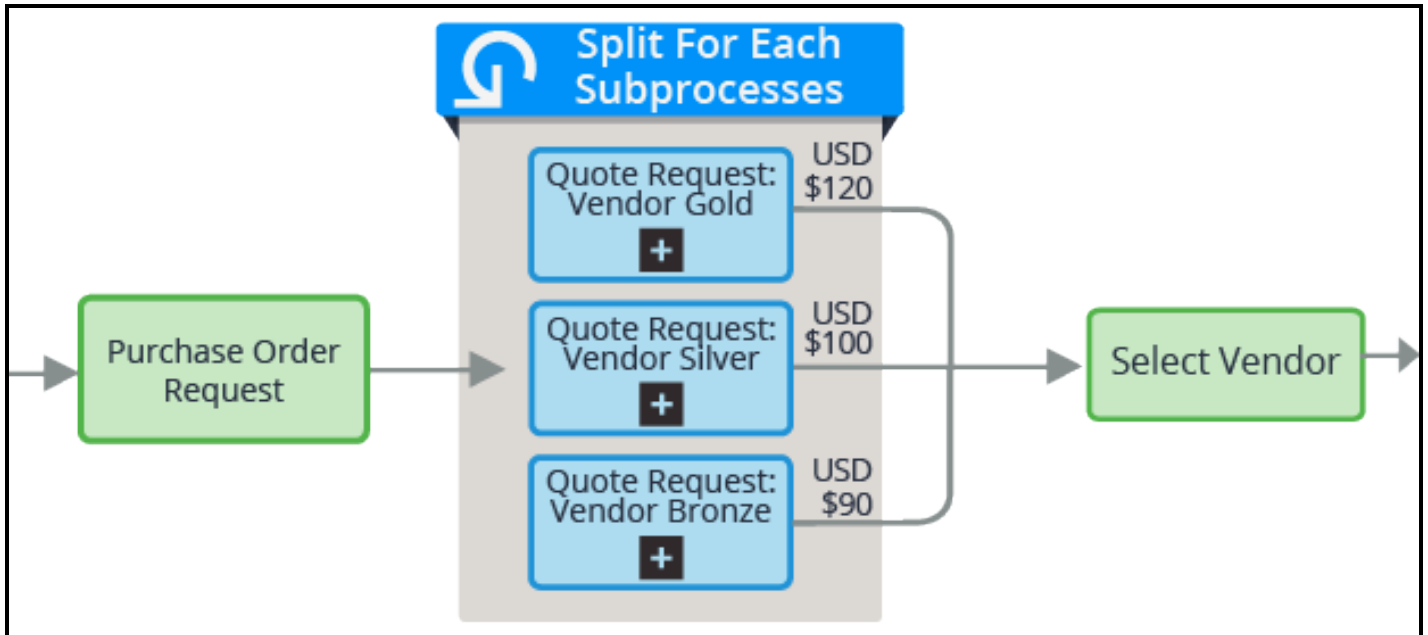 Split For Each
Subprocesses
Purchase Order
Request
Quote Request:
Vendor Gold
USD
$120
Quote Request:
Vendor Silver
USD
$100
Quote Request:
Vendor Bronze
USD
$90
Select Vendor